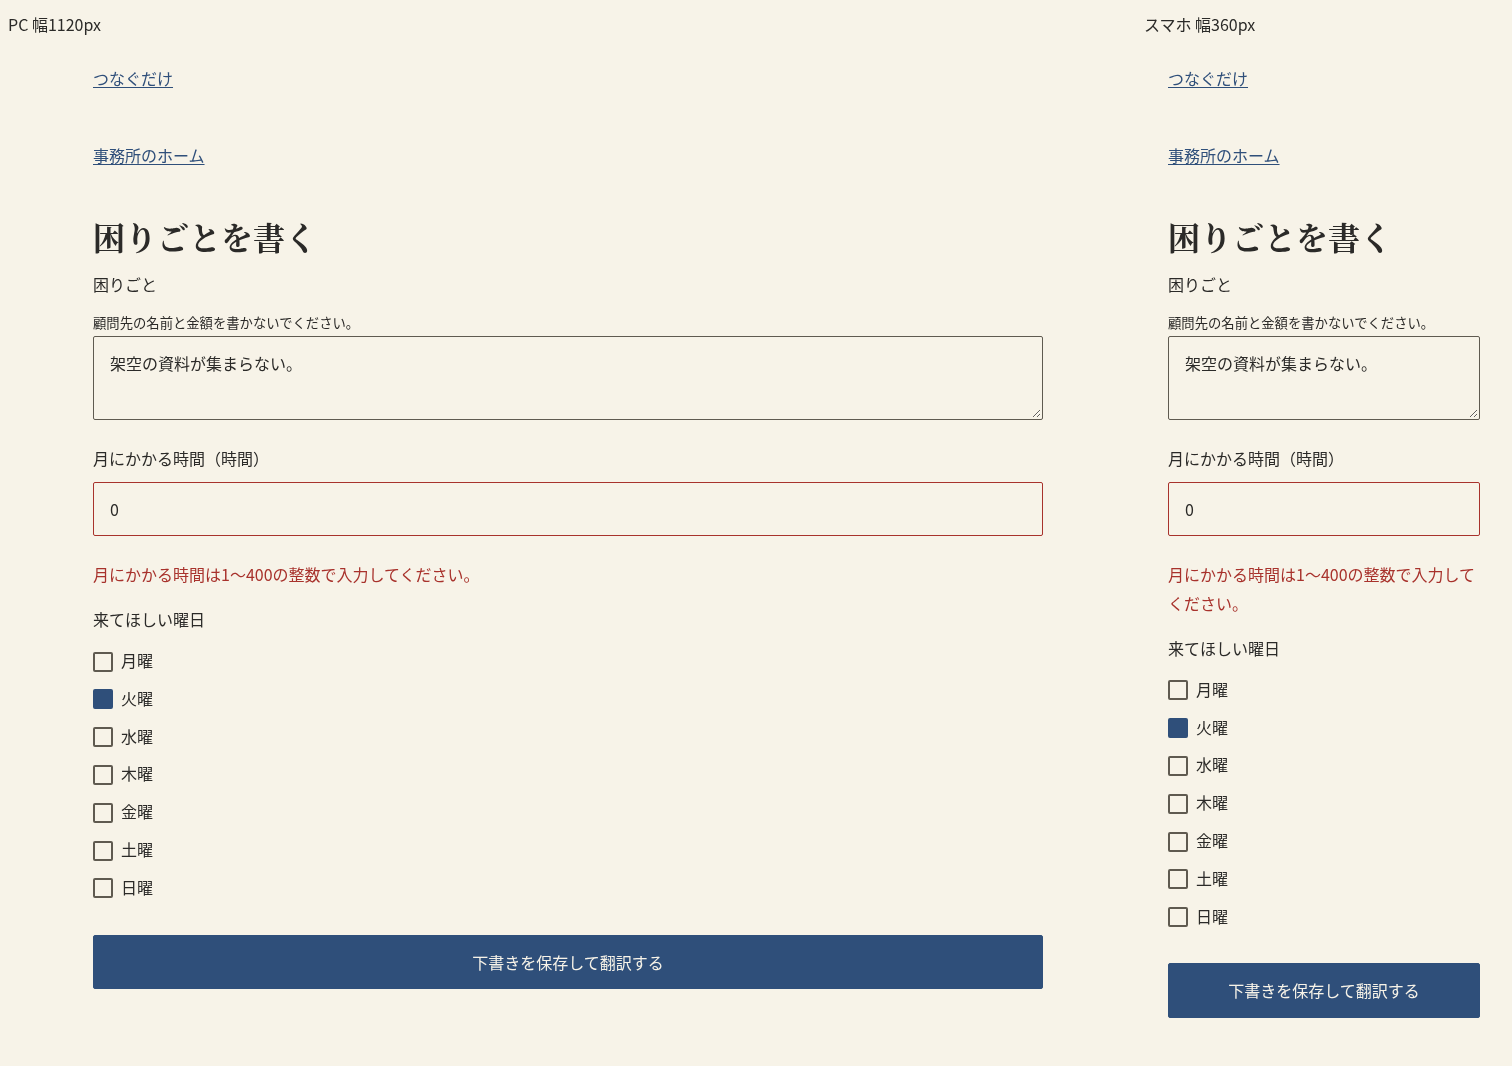 PC 幅1120px
つなぐだけ
事務所のホーム
困りごとを書く
困りごと
顧問先の名前と金額を書かないでください。
架空の資料が集まらない。
月にかかる時間（時間）
0
月にかかる時間は1〜400の整数で入力してください。
来てほしい曜日
月曜
火曜
水曜
木曜
金曜
土曜
日曜
下書きを保存して翻訳する
スマホ 幅360px
つなぐだけ
事務所のホーム
困りごとを書く
困りごと
顧問先の名前と金額を書かないでください。
架空の資料が集まらない。
月にかかる時間（時間）
0
月にかかる時間は1〜400の整数で入力して
ください。
来てほしい曜日
月曜
火曜
水曜
木曜
金曜
土曜
日曜
下書きを保存して翻訳する